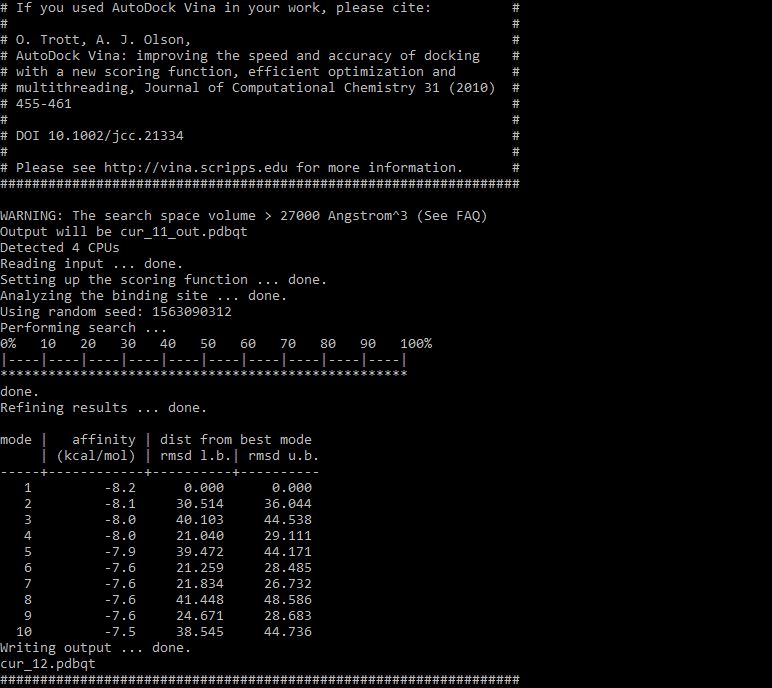 # If you used AutoDock Vina in your work, please cite:          #
#                                                               #
# O. Trott, A. J. Olson,                                        #
# AutoDock Vina: improving the speed and accuracy of docking    #
# with a new scoring function, efficient optimization and       #
# multithreading, Journal of Computational Chemistry 31 (2010)  #
# 455-461                                                       #
#                                                               #
# DOI 10.1002/jcc.21334                                         #
#                                                               #
# Please see http://vina.scripps.edu for more information.      #
#################################################################

WARNING: The search space volume > 27000 Angstrom^3 (See FAQ)
Output will be cur_11_out.pdbqt
Detected 4 CPUs
Reading input ... done.
Setting up the scoring function ... done.
Analyzing the binding site ... done.
Using random seed: 1563090312
Performing search ...
0%   10   20   30   40   50   60   70   80   90   100%
|----|----|----|----|----|----|----|----|----|----|
***************************************************
done.
Refining results ... done.

mode |   affinity | dist from best mode
     | (kcal/mol) | rmsd l.b.| rmsd u.b.
-----+------------+----------+----------
   1         -8.2      0.000      0.000
   2         -8.1     30.514     36.044
   3         -8.0     40.103     44.538
   4         -8.0     21.040     29.111
   5         -7.9     39.472     44.171
   6         -7.6     21.259     28.485
   7         -7.6     21.834     26.732
   8         -7.6     41.448     48.586
   9         -7.6     24.671     28.683
  10         -7.5     38.545     44.736
Writing output ... done.
cur_12.pdbqt
#################################################################